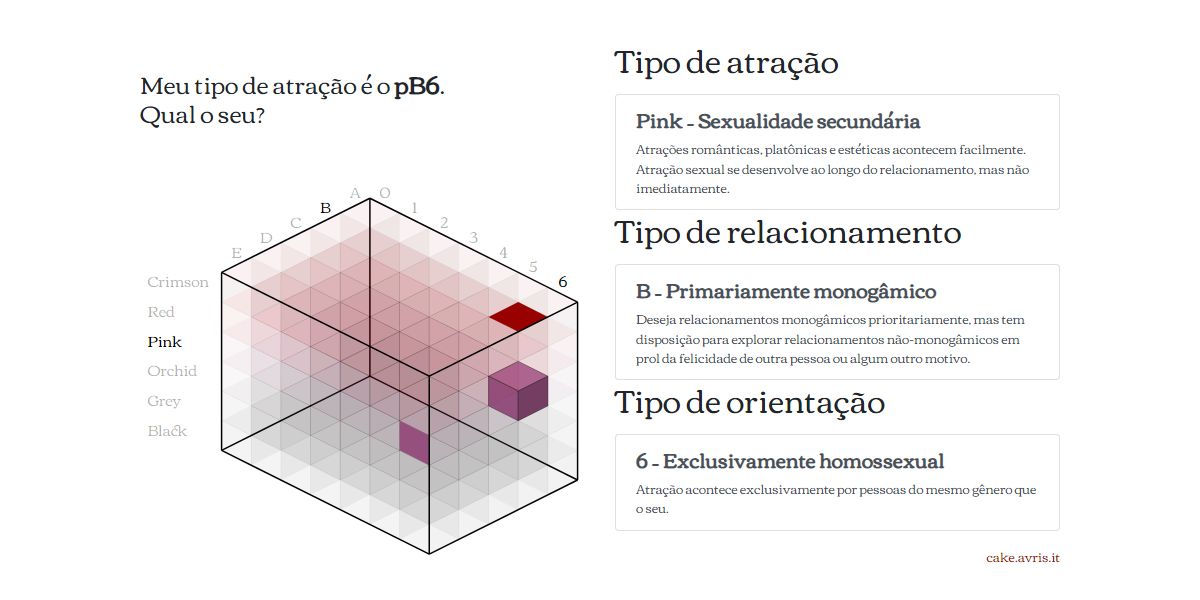 Meu tipo de atração é o pB6.
Qual o seu?
A
0
B
1
C
2
D
3
E
4
5
6
Crimson
Red
Pink
Orchid
Grey
Black
Tipo de atração
Pink - Sexualidade secundária
Atrações românticas, platônicas e estéticas acontecem facilmente.
Atração sexual se desenvolve ao longo do relacionamento, mas não
imediatamente.
Tipo de relacionamento
B - Primariamente monogâmico
Deseja relacionamentos monogâmicos prioritariamente, mas tem
disposição para explorar relacionamentos não-monogâmicos em
prol da felicidade de outra pessoa ou algum outro motivo.
Tipo de orientação
6 - Exclusivamente homossexual
Atração acontece exclusivamente por pessoas do mesmo gênero que
o seu.
cake.avris.it